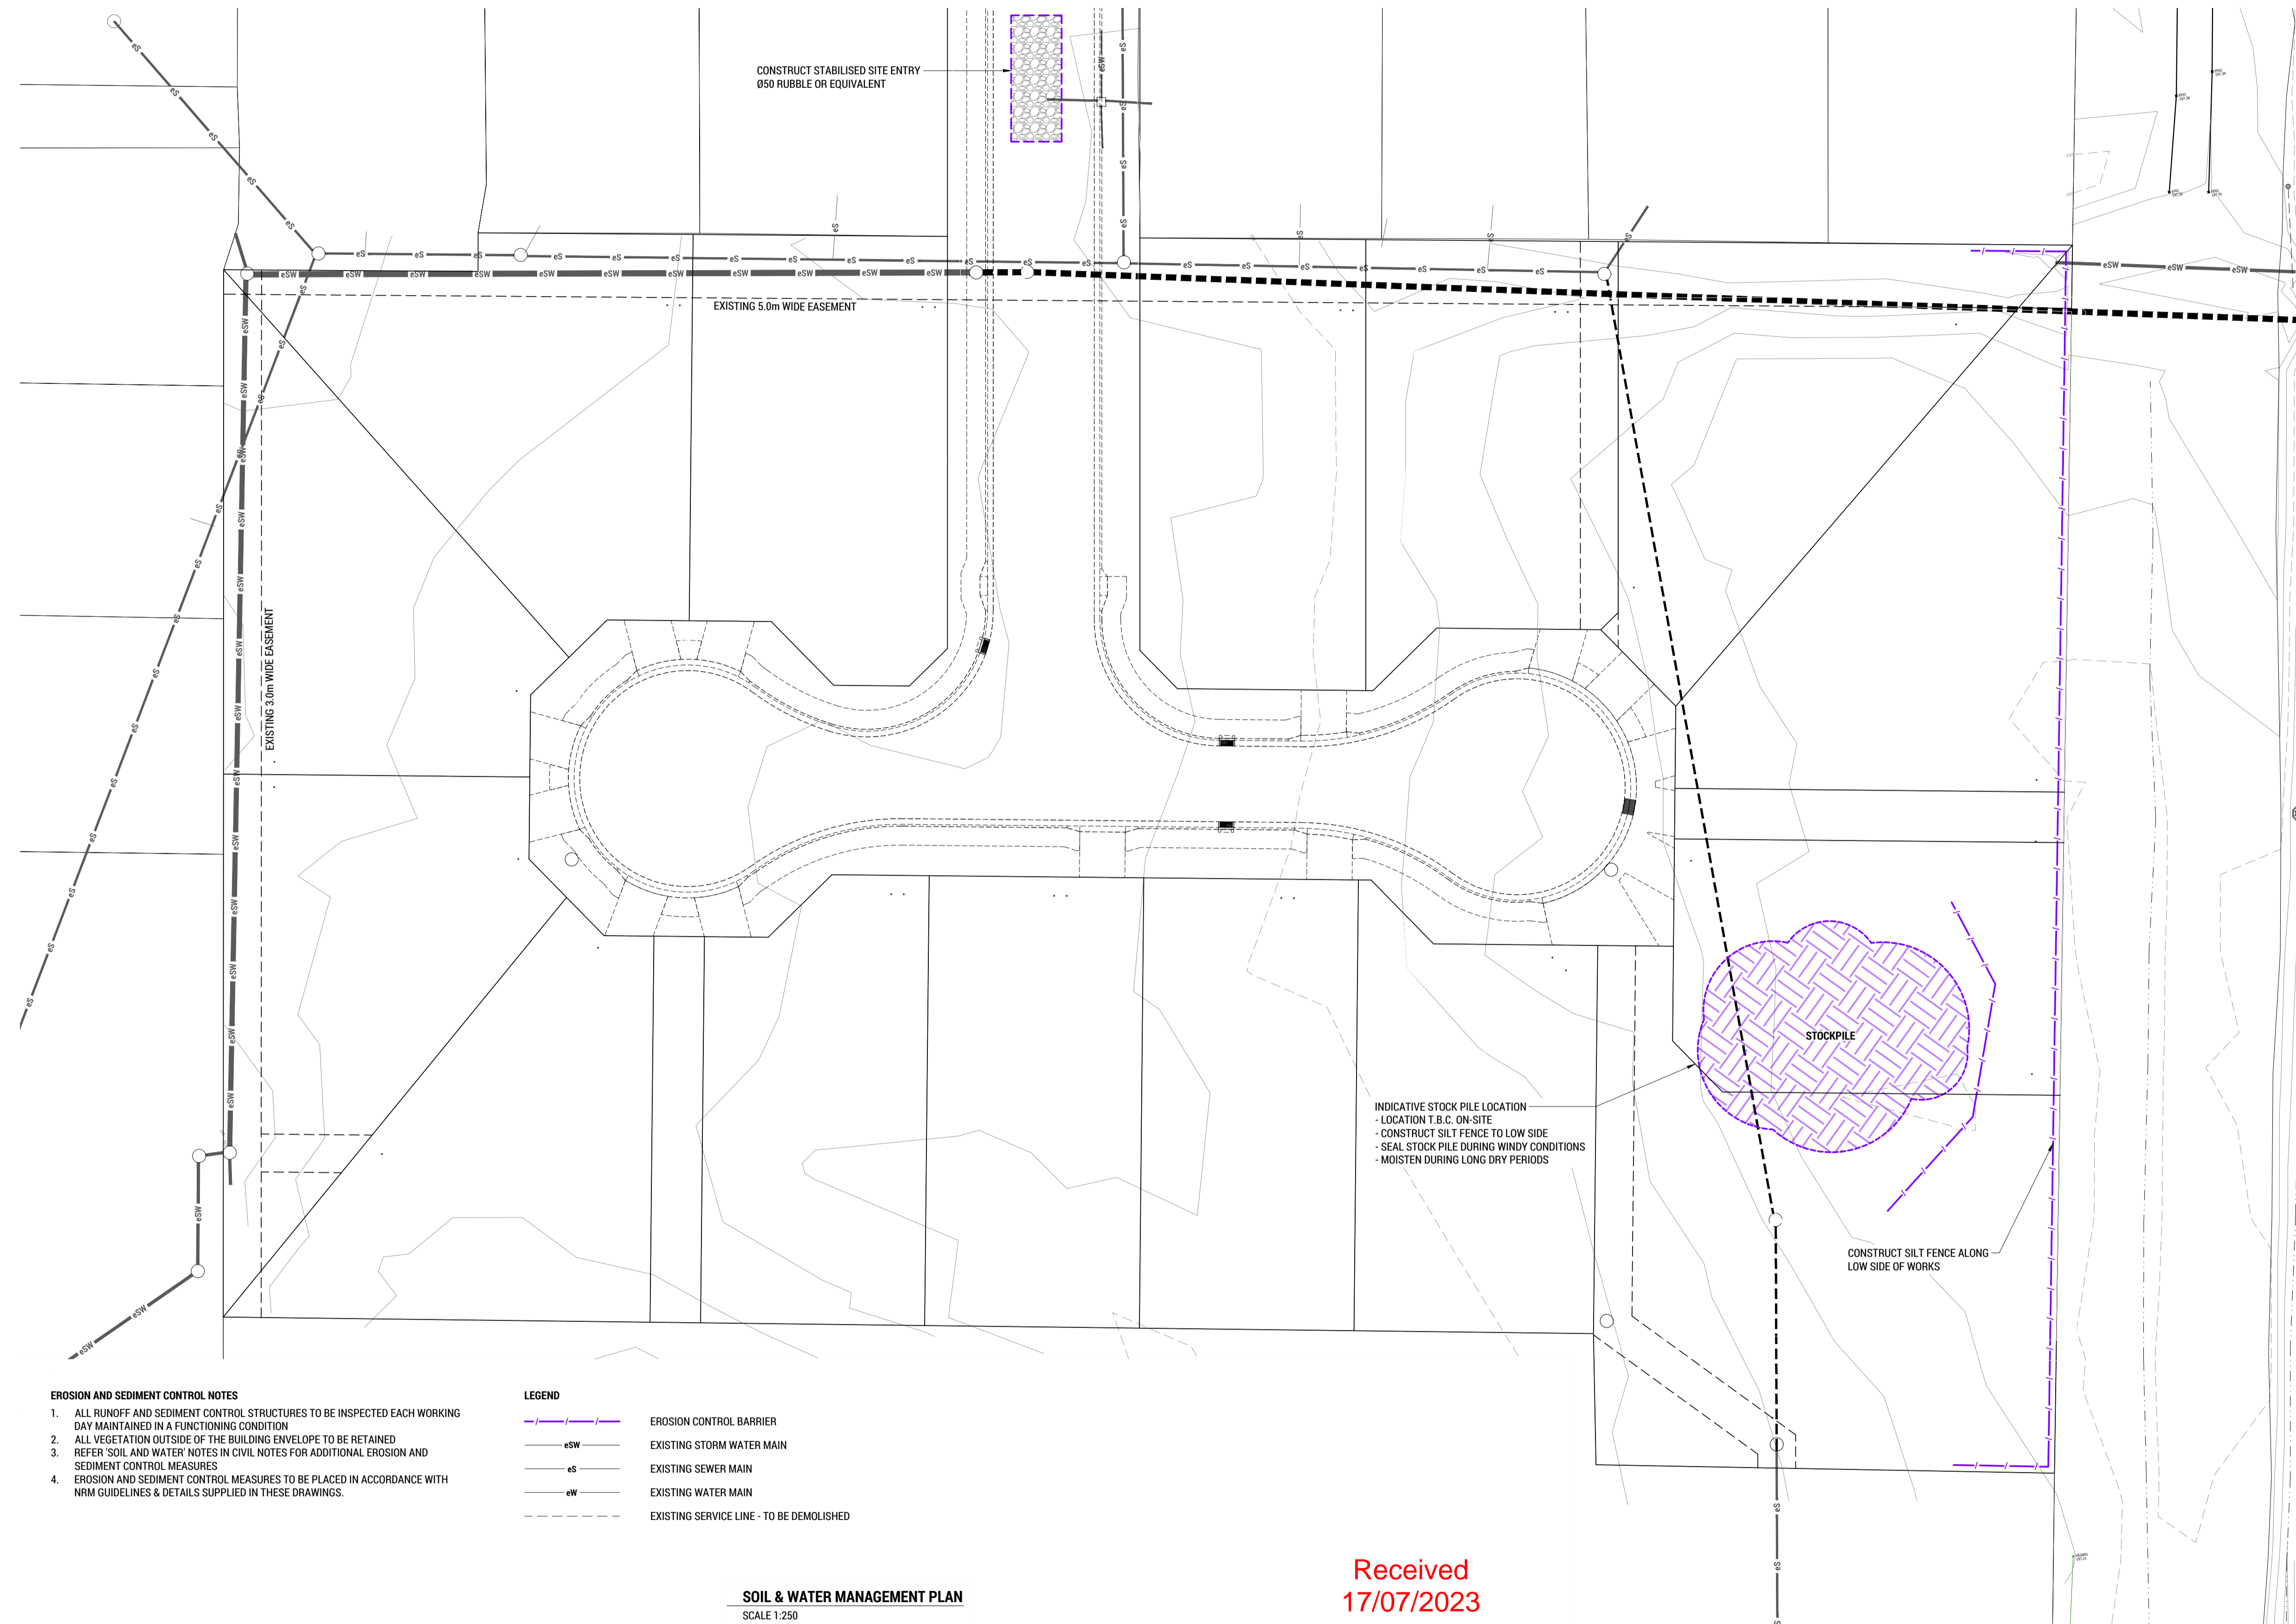 CONSTRUCT STABILISED SITE ENTRY
Ø50 RUBBLE OR EQUIVALENT
EXISTING 5.0m WIDE EASEMENT
EXISTING 3.0m WIDE EASEMENT
STOCKPILE
INDICATIVE STOCK PILE LOCATION
- LOCATION T.B.C. ON-SITE
- CONSTRUCT SILT FENCE TO LOW SIDE
- SEAL STOCK PILE DURING WINDY CONDITIONS
- MOISTEN DURING LONG DRY PERIODS
CONSTRUCT SILT FENCE ALONG
LOW SIDE OF WORKS
EROSION AND SEDIMENT CONTROL NOTES
1. ALL RUNOFF AND SEDIMENT CONTROL STRUCTURES TO BE INSPECTED EACH WORKING
DAY MAINTAINED IN A FUNCTIONING CONDITION
2. ALL VEGETATION OUTSIDE OF THE BUILDING ENVELOPE TO BE RETAINED
3. REFER 'SOIL AND WATER' NOTES IN CIVIL NOTES FOR ADDITIONAL EROSION AND
SEDIMENT CONTROL MEASURES
4. EROSION AND SEDIMENT CONTROL MEASURES TO BE PLACED IN ACCORDANCE WITH
NRM GUIDELINES & DETAILS SUPPLIED IN THESE DRAWINGS.
LEGEND
EROSION CONTROL BARRIER
eSW EXISTING STORM WATER MAIN
eS EXISTING SEWER MAIN
eW EXISTING WATER MAIN
EXISTING SERVICE LINE - TO BE DEMOLISHED
SOIL & WATER MANAGEMENT PLAN
SCALE 1:250
Received
17/07/2023